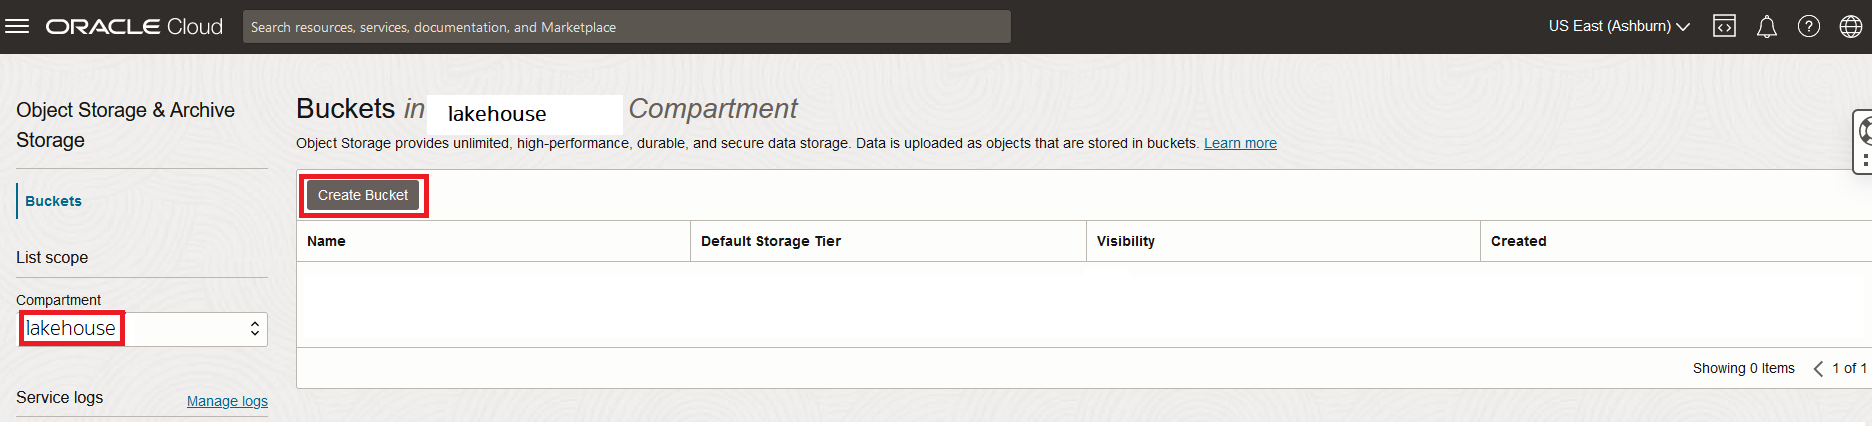 ORACLE Cloud
Search resources, services, documentation, and Marketplace
US East (Ashburn)
Object Storage & Archive
Storage
Buckets
List scope
Compartment
lakehouse
Service logs
Manage logs
Buckets in lakehouse Compartment
Object Storage provides unlimited, high-performance, durable, and secure data storage. Data is uploaded as objects that are stored in buckets. Learn more
Create Bucket
Name Default Storage Tier Visibility Created
Showing 0 Items 1 of 1